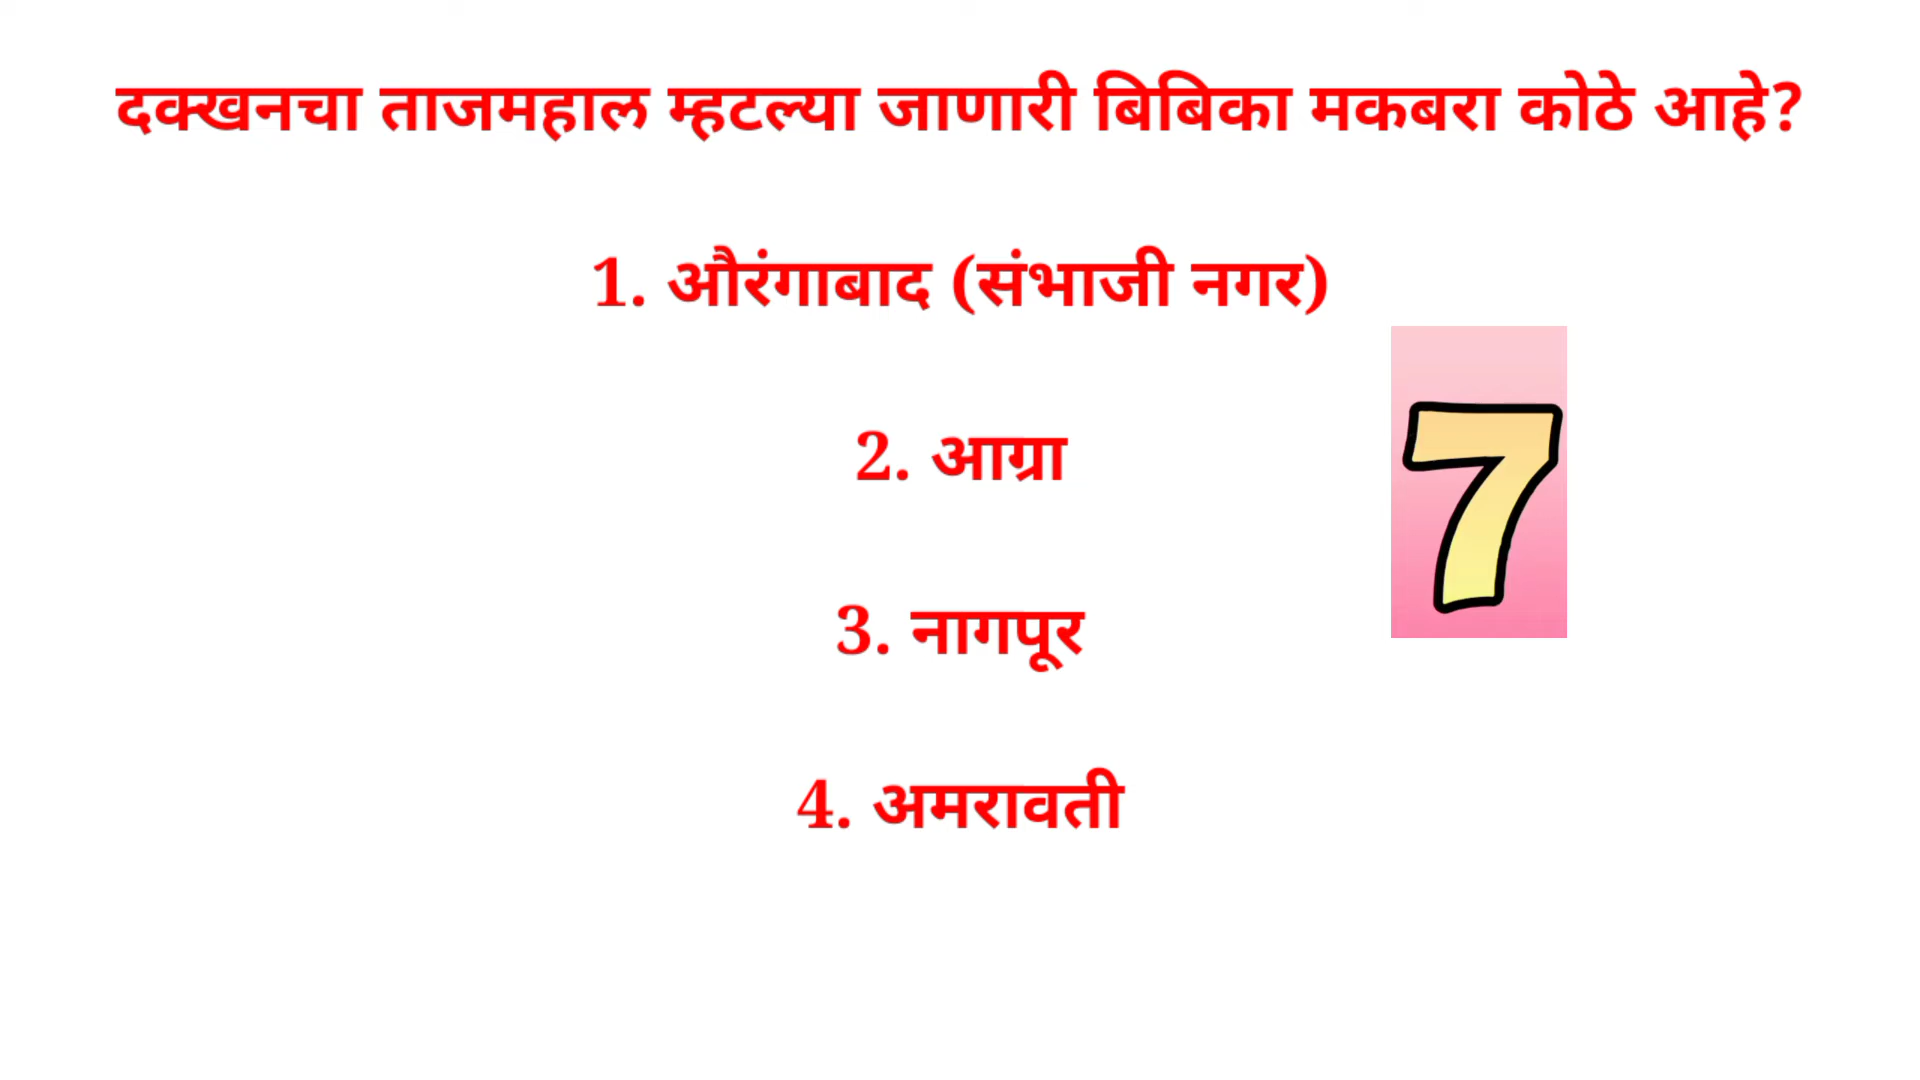 दक्खनचा ताजमहाल म्हटल्या जाणारी बिबिका मकबरा कोठे आहे?
1. औरंगाबाद (संभाजी नगर)
2. आग्रा
7
3. नागपूर
4. अमरावती